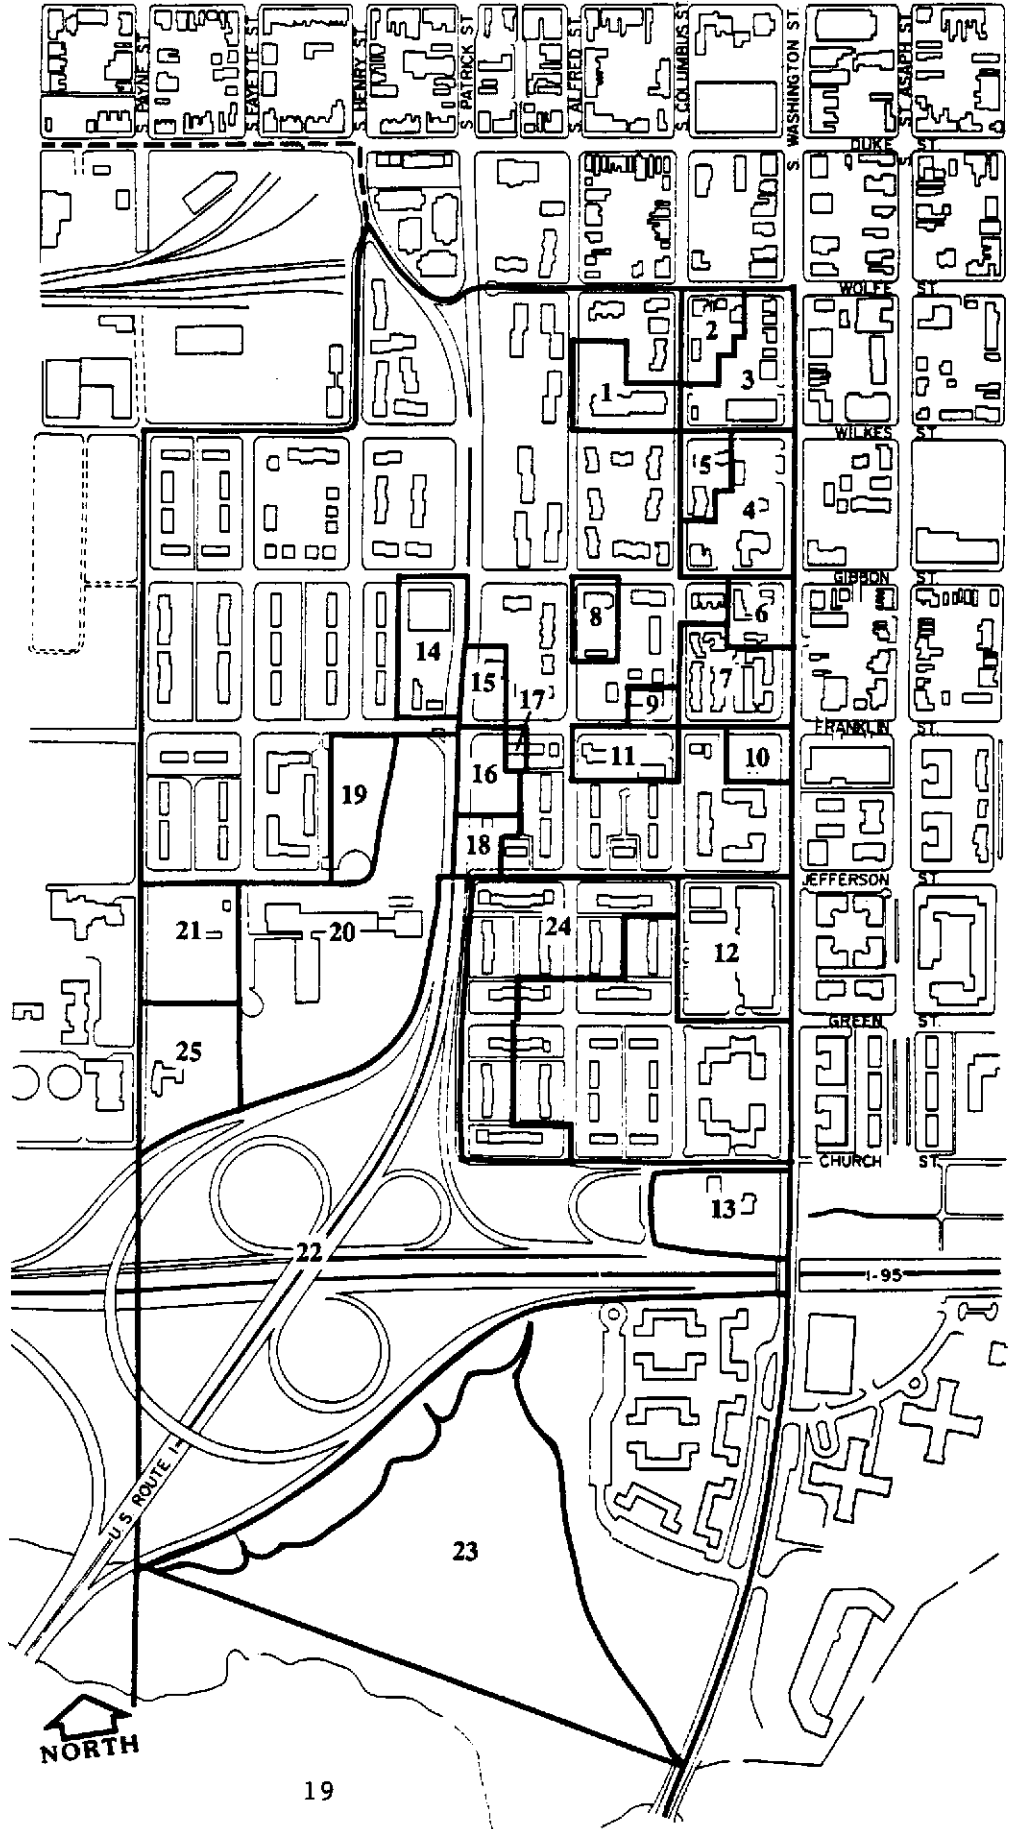 S. PAYNE ST.
S. FAYETTE ST.
S. HENRY ST.
S. PATRICK ST
S. ALFRED ST.
S. COLUMBUS ST.
S. WASHINGTON ST.
S. ST. ASAPH ST.
DUKE ST.
WOLFE ST.
2
3
1
WILKES ST.
5
4
GIBBON ST.
8
6
14
7
15
17
9
FRANKLIN ST.
11
10
16
19
18
JEFFERSON ST.
21
20
24
12
GREEN ST.
25
CHURCH ST.
13
22
I-95
U.S. ROUTE 1
23
NORTH
19